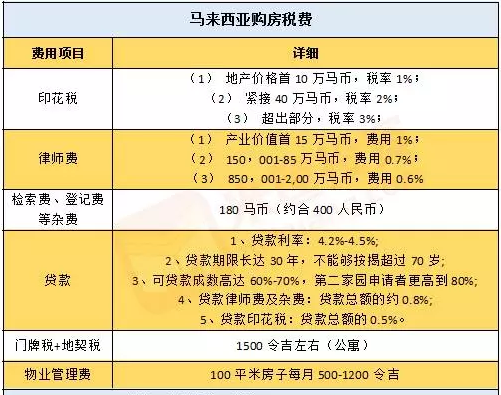 马来西亚购房税费
费用项目 详细
印花税
（1） 地产价格首 10 万马币，税率 1%；
（2） 紧接 40 万马币，税率 2%；
（3） 超出部分，税率 3%；
律师费
（1） 产业价值首 15 万马币，费用 1%；
（2） 150，001-85 万马币，费用 0.7%；
（3） 850，001-2,00 万马币，费用 0.6%
检索费、登记费
等杂费
180 马币（约合 400 人民币）
贷款
1、贷款利率：4.2%-4.5%;
2、贷款期限长达 30 年，不能够按揭超过 70 岁;
3、可贷款成数高达 60%-70%，第二家园申请者更高到 80%;
4、贷款律师费及杂费：贷款总额的约 0.8%;
5、贷款印花税：贷款总额的 0.5%。
门牌税+地契税 1500 令吉左右（公寓）
物业管理费 100 平米房子每月 500-1200 令吉